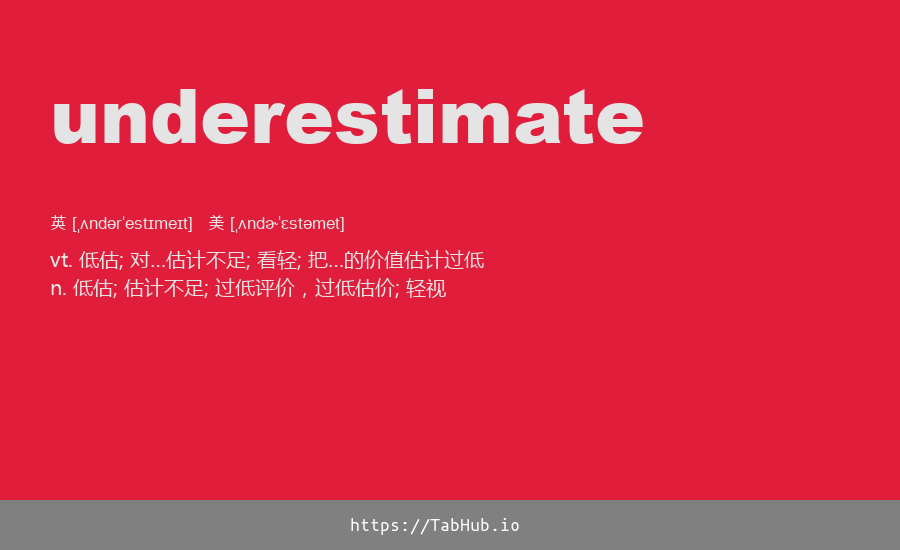 underestimate
英 [ˌʌndərˈestɪmeɪt] 美 [ˌʌndɚˈɛstəmet]
vt. 低估; 对…估计不足; 看轻; 把…的价值估计过低
n. 低估; 估计不足; 过低评价，过低估价; 轻视
https://TabHub.io